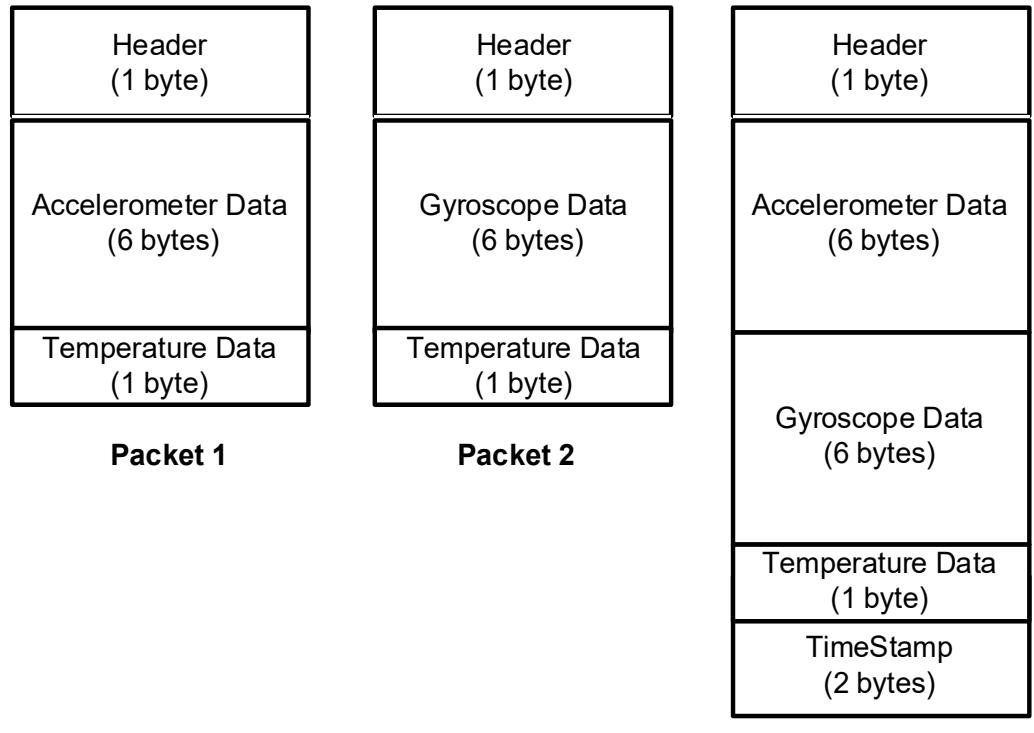 Header
(1 byte)
Accelerometer Data
(6 bytes)
Temperature Data
(1 byte)
Packet 1
Header
(1 byte)
Gyroscope Data
(6 bytes)
Temperature Data
(1 byte)
Packet 2
Header
(1 byte)
Accelerometer Data
(6 bytes)
Gyroscope Data
(6 bytes)
Temperature Data
(1 byte)
TimeStamp
(2 bytes)